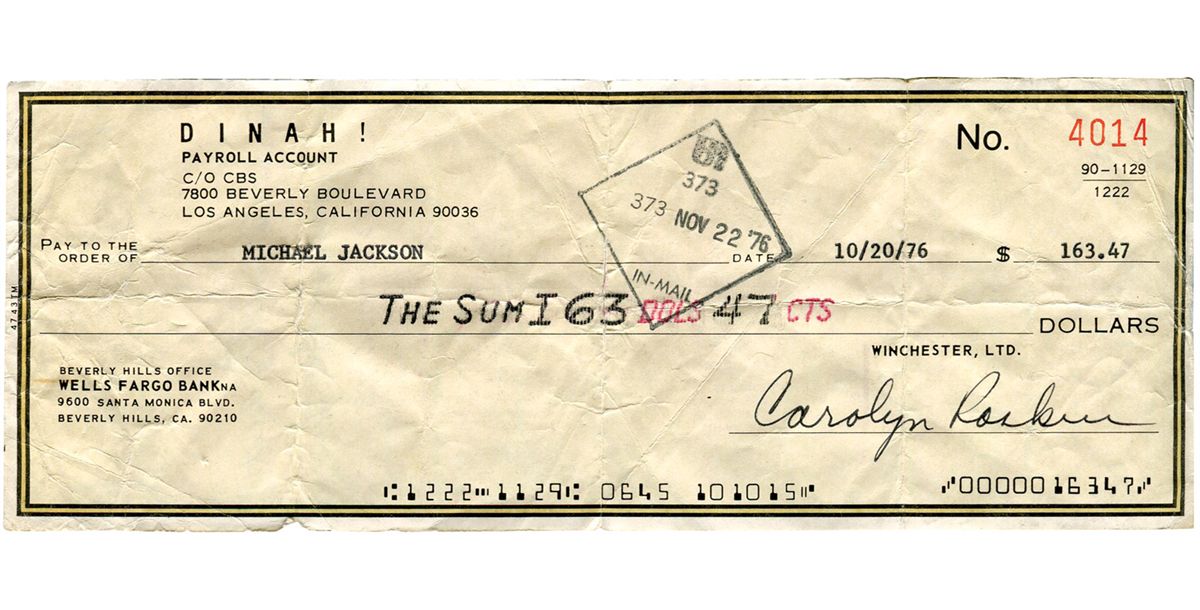 DINAH!
PAYROLL ACCOUNT
C/O CBS
7800 BEVERLY BOULEVARD
LOS ANGELES, CALIFORNIA 90036
No. 4014
90-1129
1222
373
373 NOV 22 '76
IN-MAIL
PAY TO THE
ORDER OF MICHAEL JACKSON DATE 10/20/76 $ 163.47
4743TM
THE SUM 163 DOLS 47 CTS
DOLLARS
WINCHESTER, LTD.
BEVERLY HILLS OFFICE
WELLS FARGO BANK NA
9600 SANTA MONICA BLVD.
BEVERLY HILLS, CA. 90210
Carolyn Raskin
⑆1222⑉1129⑆ 0645 101015⑈ ⑇0000016347⑇